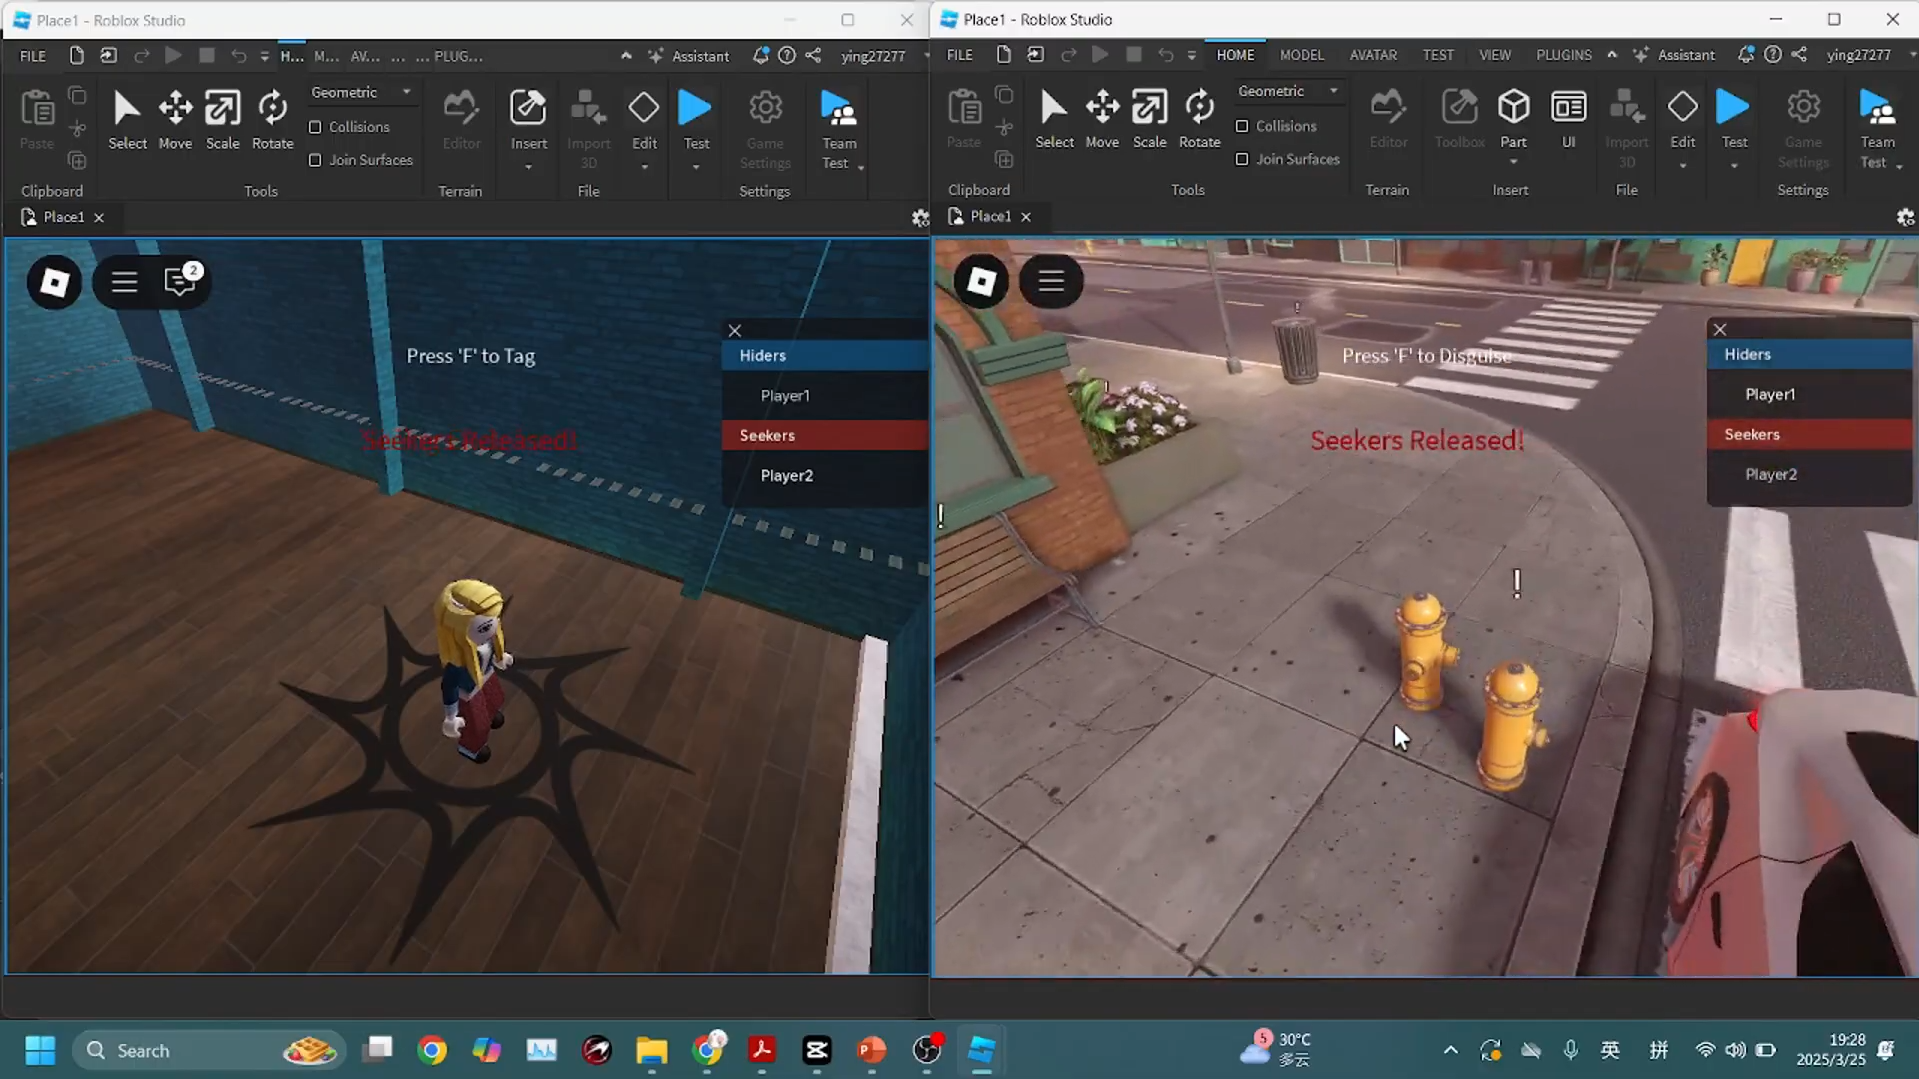 Place1 - Roblox Studio
FILE
H...
M...
AV...
...
...
PLUG...
Assistant
ying27277
Paste
Select
Move
Scale
Rotate
Geometric
Collisions
Join Surfaces
Editor
Insert
Import
3D
Edit
Test
Game
Settings
Team
Test
Clipboard
Tools
Terrain
File
Settings
Place1
2
Press 'F' to Tag
Seekers Released!
Hiders
Player1
Seekers
Player2
Place1 - Roblox Studio
FILE
HOME
MODEL
AVATAR
TEST
VIEW
PLUGINS
Assistant
ying27277
Paste
Select
Move
Scale
Rotate
Geometric
Collisions
Join Surfaces
Editor
Toolbox
Part
UI
Import
3D
Edit
Test
Game
Settings
Team
Test
Clipboard
Tools
Terrain
Insert
File
Settings
Place1
!
Press 'F' to Disguise
!
Seekers Released!
!
!
Hiders
Player1
Seekers
Player2
Search
5
30°C
多云
英
拼
19:28
2025/3/25